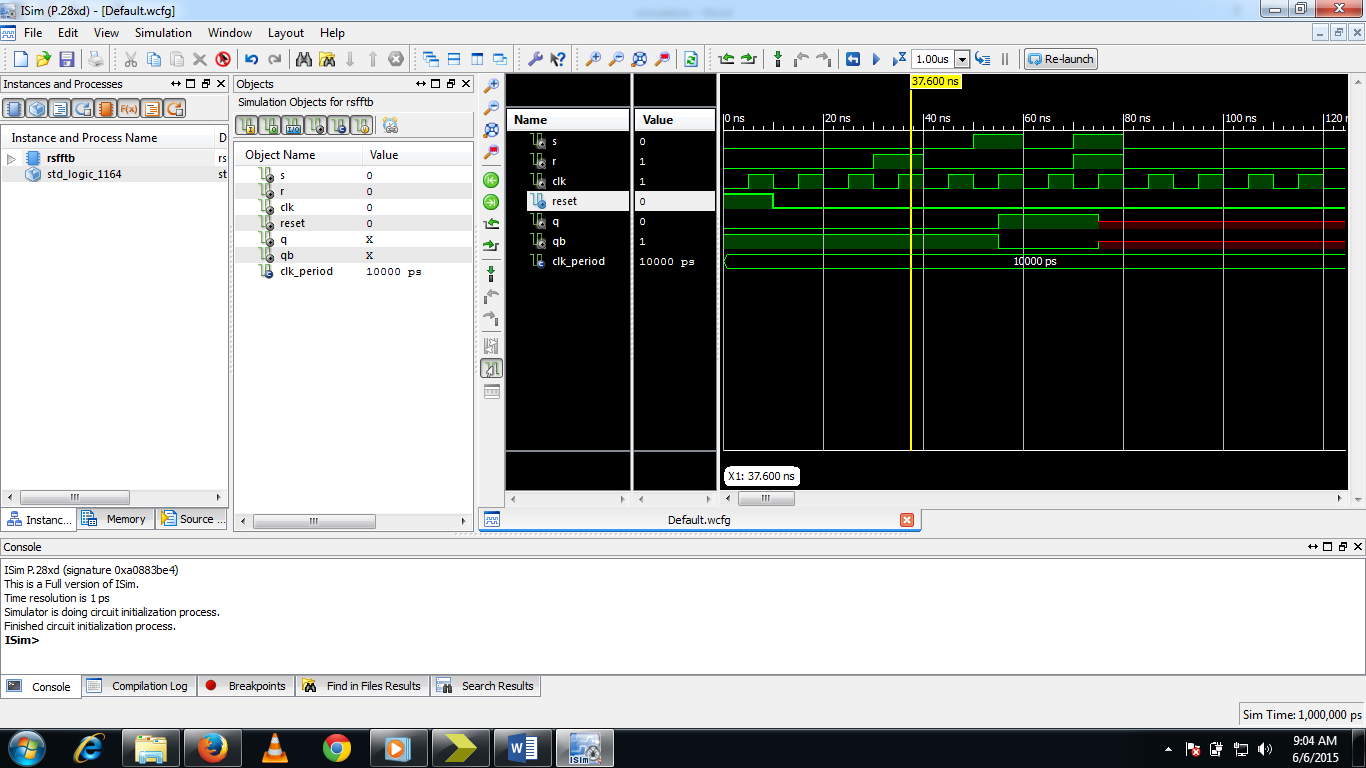 ISim (P.28xd) - [Default.wcfg]
File Edit View Simulation Window Layout Help
1.00us Re-launch
Instances and Processes
Instance and Process Name D
rsfftb rs
std_logic_1164 st
Instanc... Memory Source ...
Objects
Simulation Objects for rsfftb
Object Name Value
s 0
r 0
clk 0
reset 0
q X
qb X
clk_period 10000 ps
Name Value
s 0
r 1
clk 1
reset 0
q 0
qb 1
clk_period 10000 ps
37.600 ns
0 ns 20 ns 40 ns 60 ns 80 ns 100 ns 120 n
10000 ps
X1: 37.600 ns
Default.wcfg
Console
ISim P.28xd (signature 0xa0883be4)
This is a Full version of ISim.
Time resolution is 1 ps
Simulator is doing circuit initialization process.
Finished circuit initialization process.
ISim>
Console Compilation Log Breakpoints Find in Files Results Search Results
Sim Time: 1,000,000 ps
ISim
9:04 AM
6/6/2015